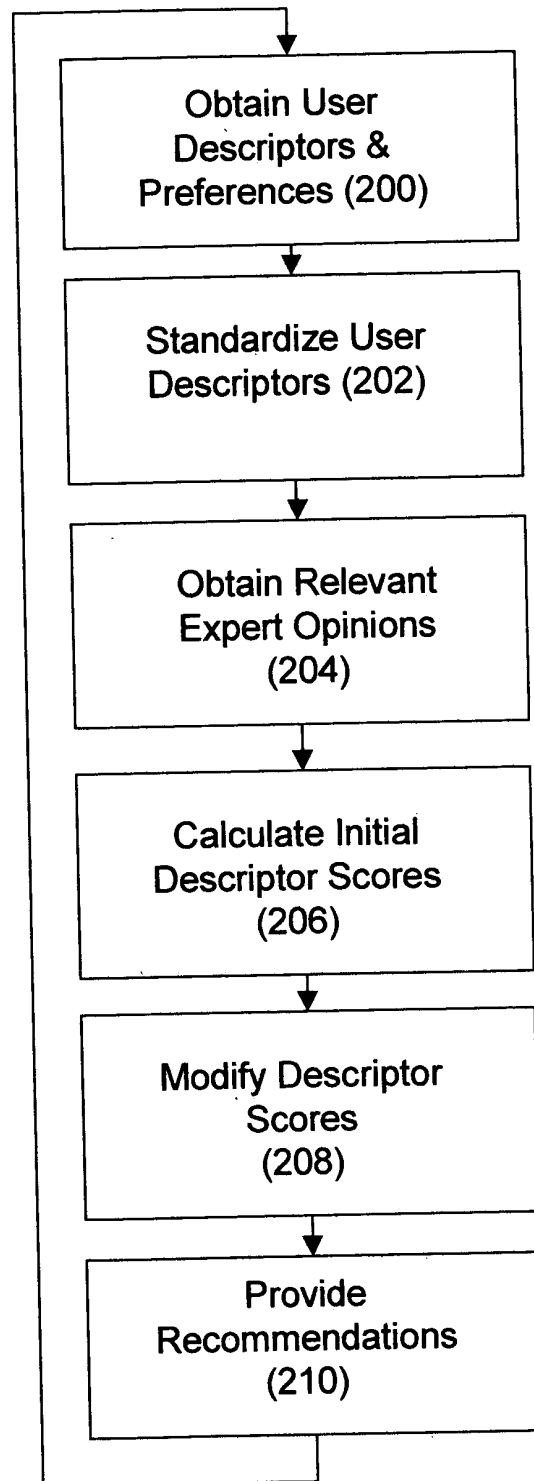 Obtain User
Descriptors &
Preferences (200)
Standardize User
Descriptors (202)
Obtain Relevant
Expert Opinions
(204)
Calculate Initial
Descriptor Scores
(206)
Modify Descriptor
Scores
(208)
Provide
Recommendations
(210)